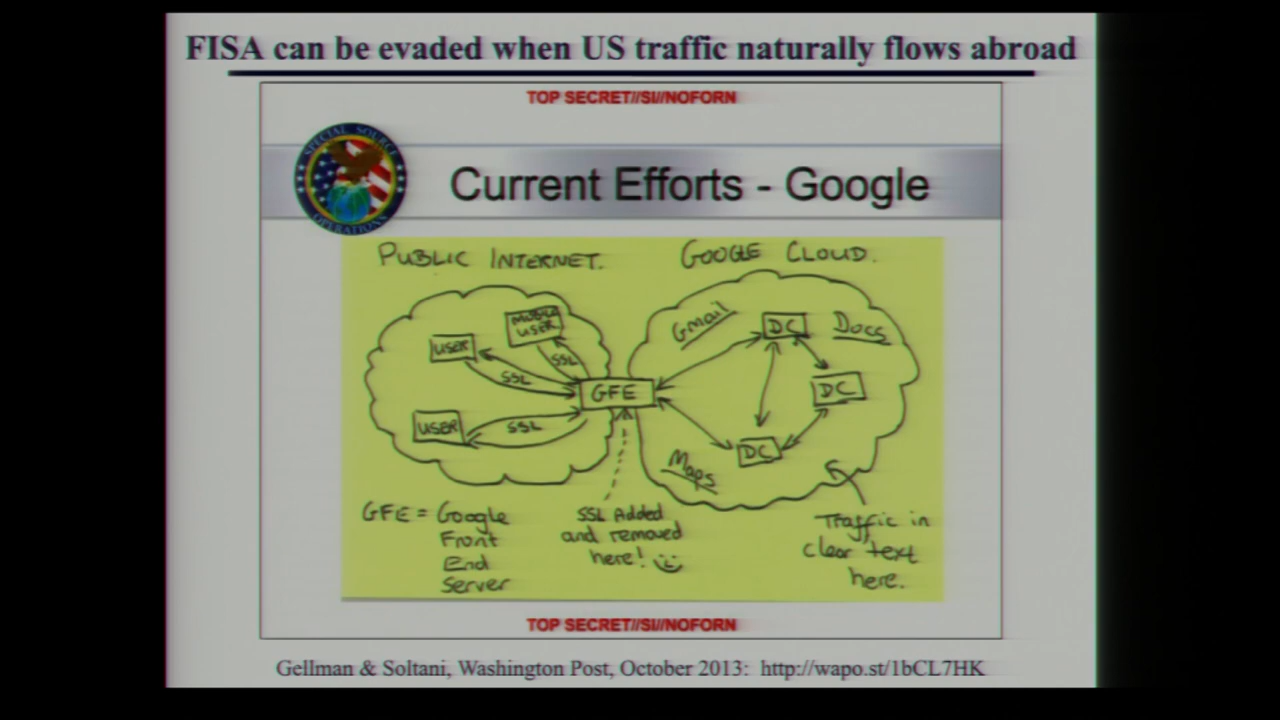 FISA can be evaded when US traffic naturally flows abroad
TOP SECRET//SI//NOFORN
SPECIAL SOURCE
OPERATIONS
Current Efforts - Google
PUBLIC INTERNET.
GOOGLE CLOUD.
MOBILE
USER
USER
SSL
SSL
USER
SSL
GFE
Gmail
DC
Docs
DC
DC
Maps
GFE = Google
Front
End
Server
SSL Added
and removed
here!
Traffic in
clear text
here.
TOP SECRET//SI//NOFORN
Gellman & Soltani, Washington Post, October 2013: http://wapo.st/1bCL7HK